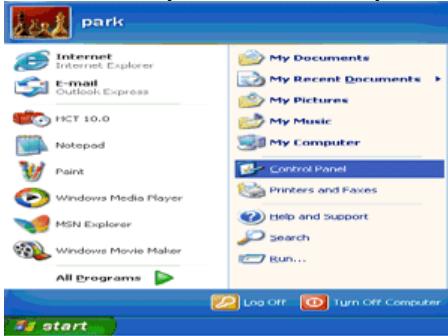 park
Internet
Internet Explorer
E-mail
Outlook Express
HCT 10.0
Notepad
Paint
Windows Media Player
MSN Explorer
Windows Movie Maker
All Programs
My Documents
My Recent Documents
My Pictures
My Music
My Computer
Control Panel
Printers and Faxes
Help and Support
Search
Run...
Log Off
Turn Off Computer
start